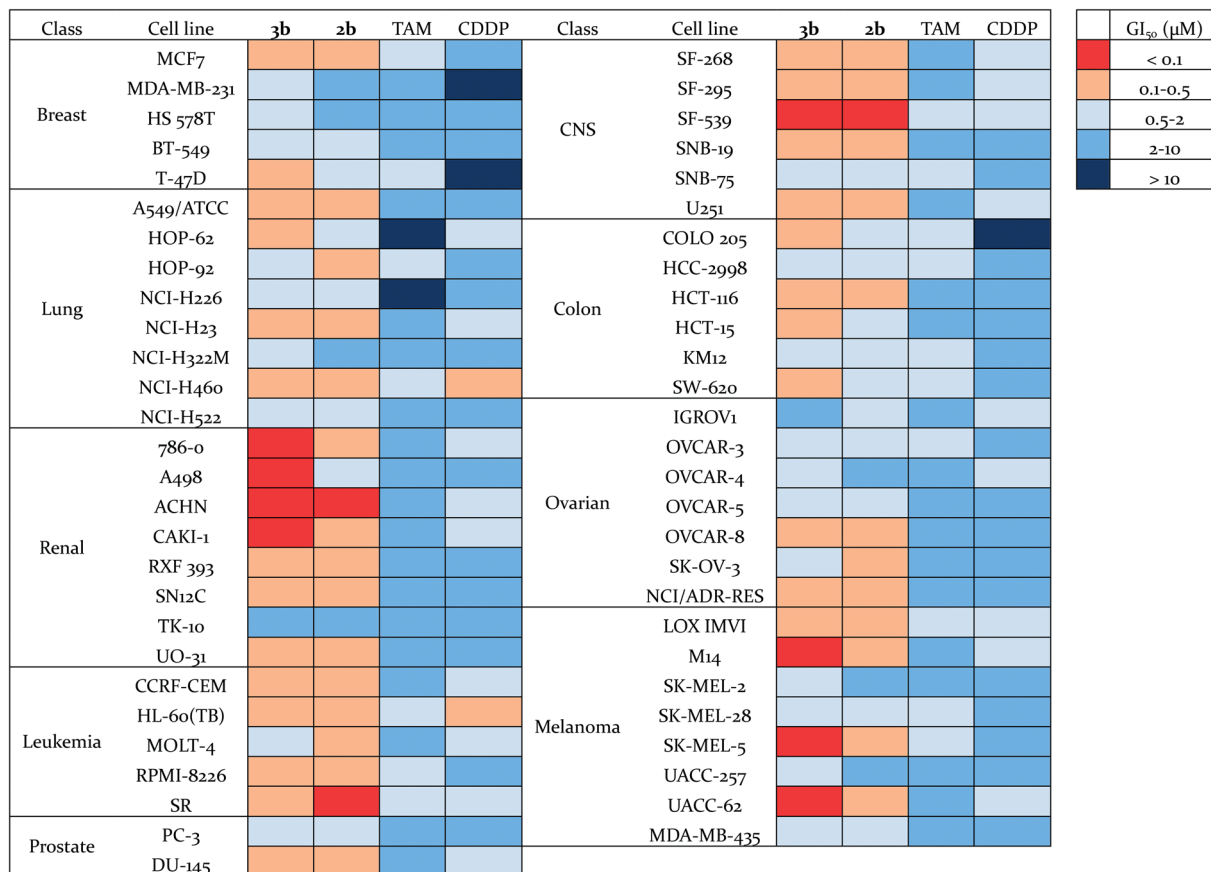 Class Cell line 3b 2b TAM CDDP Class Cell line 3b 2b TAM CDDP GI₅₀ (μM)
MCF7 SF-268 < 0.1
MDA-MB-231 SF-295 0.1-0.5
Breast HS 578T CNS SF-539 0.5-2
BT-549 SNB-19 2-10
T-47D SNB-75 > 10
A549/ATCC U251
HOP-62 COLO 205
HOP-92 HCC-2998
Lung NCI-H226 Colon HCT-116
NCI-H23 HCT-15
NCI-H322M KM12
NCI-H460 SW-620
NCI-H522 IGROV1
786-0 OVCAR-3
A498 OVCAR-4
ACHN Ovarian OVCAR-5
Renal CAKI-1 OVCAR-8
RXF 393 SK-OV-3
SN12C NCI/ADR-RES
TK-10 LOX IMVI
UO-31 M14
CCRF-CEM SK-MEL-2
HL-60(TB) Melanoma SK-MEL-28
Leukemia MOLT-4 SK-MEL-5
RPMI-8226 UACC-257
SR UACC-62
Prostate PC-3 MDA-MB-435
DU-145